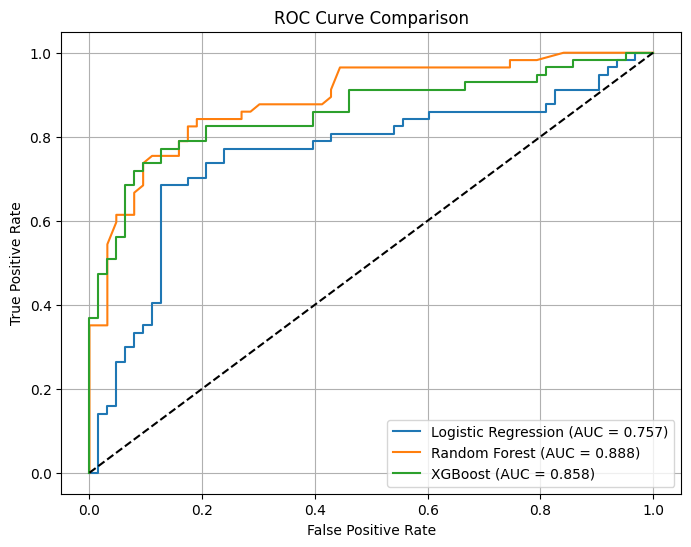 ROC Curve Comparison
True Positive Rate
1.0
0.8
0.6
0.4
0.2
0.0
Logistic Regression (AUC = 0.757)
Random Forest (AUC = 0.888)
XGBoost (AUC = 0.858)
0.0 0.2 0.4 0.6 0.8 1.0
False Positive Rate